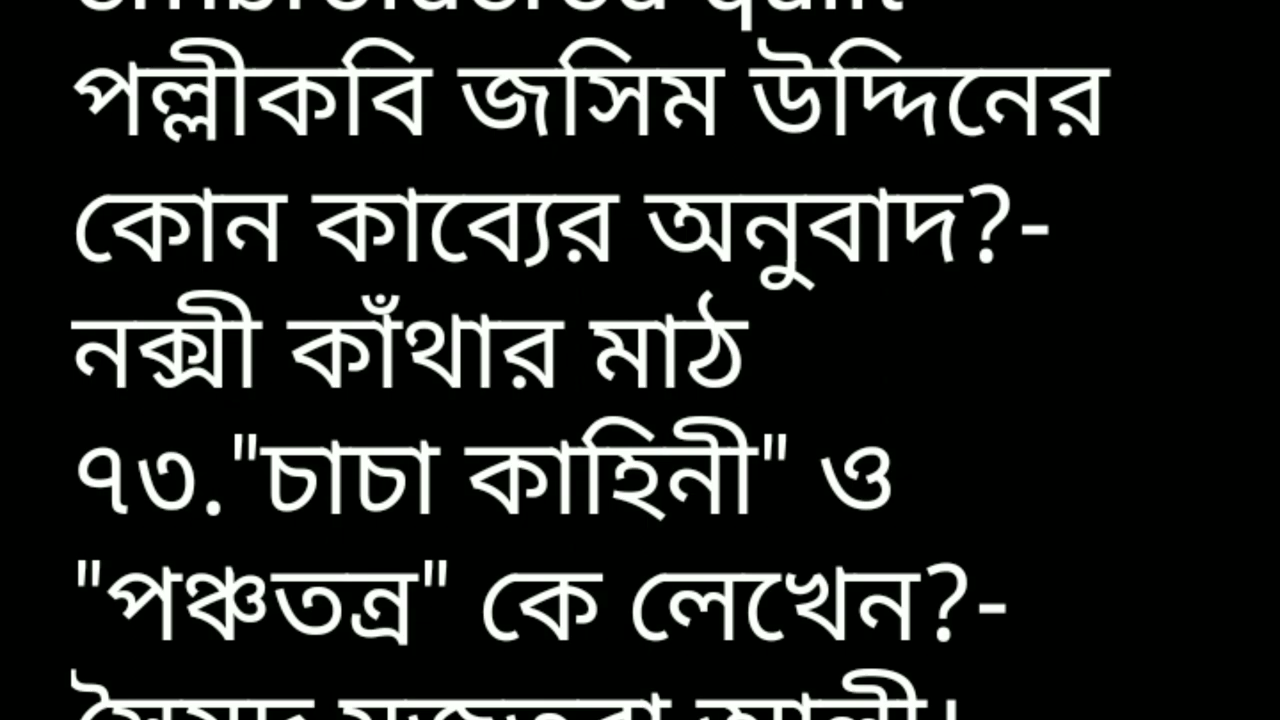 পল্লীকবি জসিম উদ্দিনের
কোন কাব্যের অনুবাদ?-
নক্সী কাঁথার মাঠ
৭৩."চাচা কাহিনী" ও
"পঞ্চতন্র" কে লেখেন?-